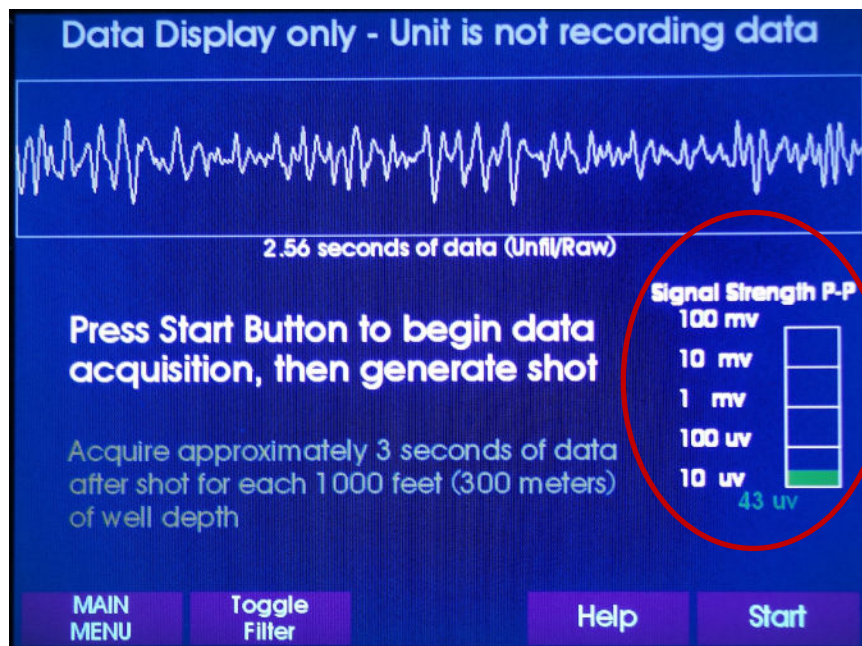 Data Display only - Unit is not recording data
2.56 seconds of data (Unfil/Raw)
Signal Strength P-P
100 mv
10 mv
1 mv
100 uv
10 uv
43 uv
Press Start Button to begin data
acquisition, then generate shot
Acquire approximately 3 seconds of data
after shot for each 1000 feet (300 meters)
of well depth
MAIN
MENU
Toggle
Filter
Help
Start